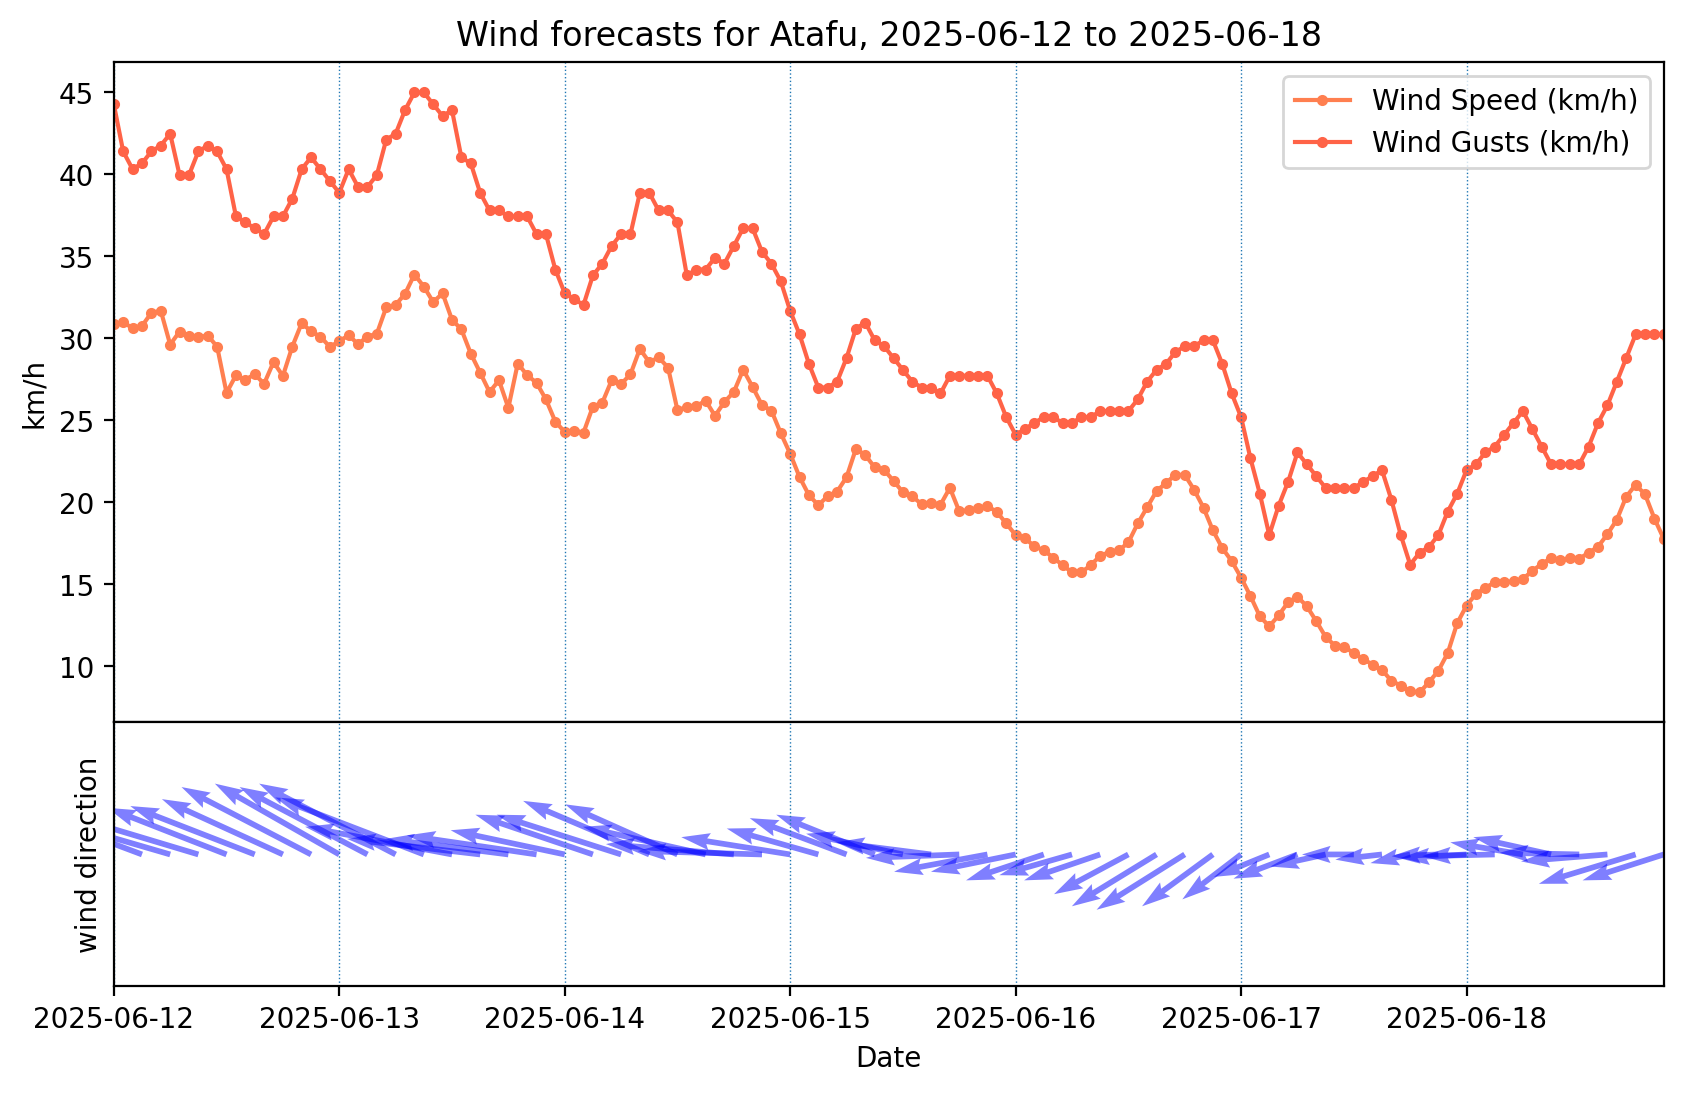 Wind forecasts for Atafu, 2025-06-12 to 2025-06-18
Wind Speed (km/h)
Wind Gusts (km/h)
45
40
35
30
25
20
15
10
km/h
wind direction
2025-06-12
2025-06-13
2025-06-14
2025-06-15
2025-06-16
2025-06-17
2025-06-18
Date